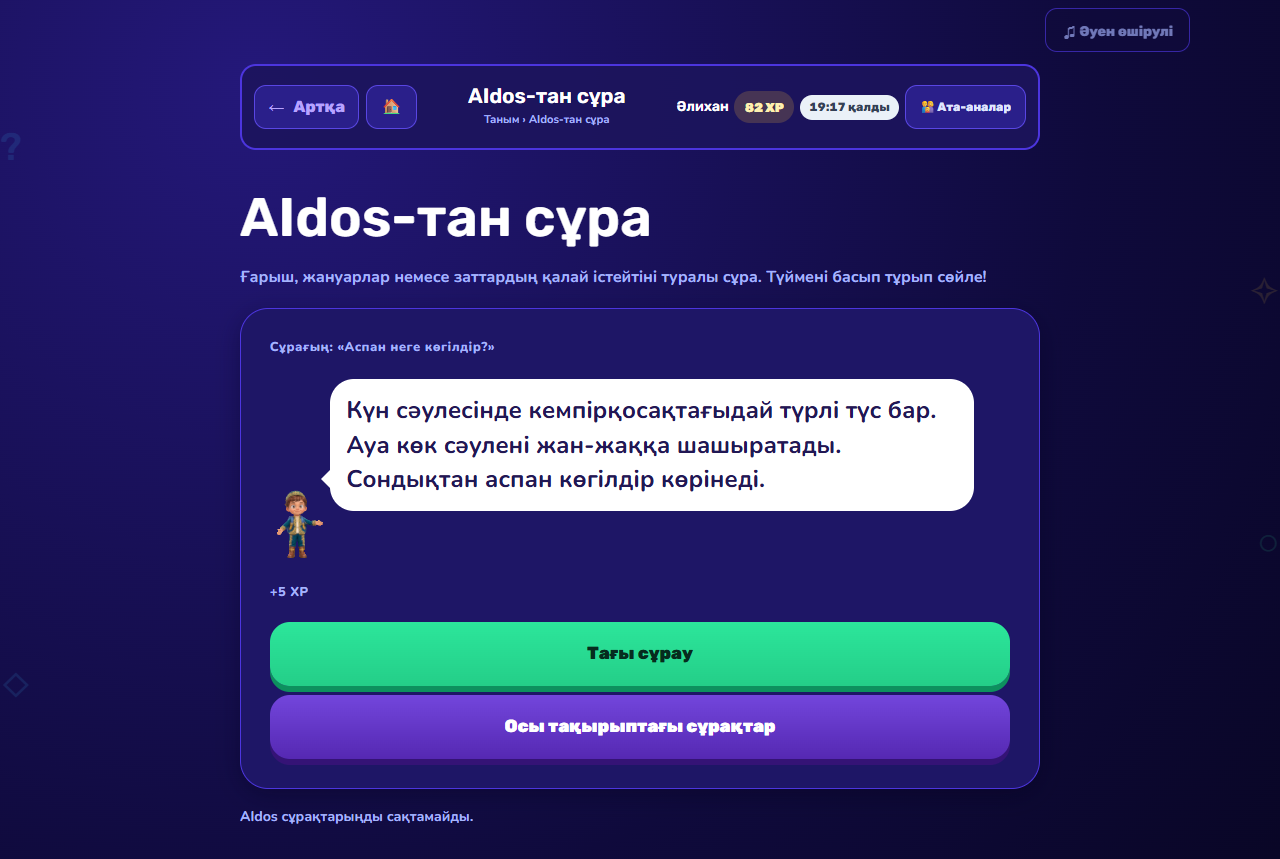 ♫ Әуен өшірулі
← Артқа
Aldos-тан сұра
Таным › Aldos-тан сұра
Әлихан
82 XP
19:17 қалды
Ата-аналар
Aldos-тан сұра
Ғарыш, жануарлар немесе заттардың қалай істейтіні туралы сұра. Түймені басып тұрып сөйле!
Сұрағың: «Аспан неге көгілдір?»
Күн сәулесінде кемпірқосақтағыдай түрлі түс бар.
Ауа көк сәулені жан-жаққа шашыратады.
Сондықтан аспан көгілдір көрінеді.
+5 XP
Тағы сұрау
Осы тақырыптағы сұрақтар
Aldos сұрақтарыңды сақтамайды.